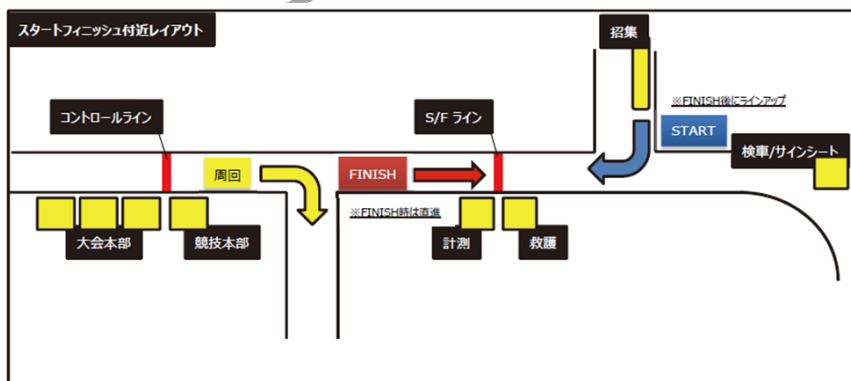 スタートフィニッシュ付近レイアウト
招集
※FINISH後にラインアップ
コントロールライン
S/F ライン
START
検車/サインシート
周回
FINISH
※FINISH時は直進
大会本部
競技本部
計測
救護